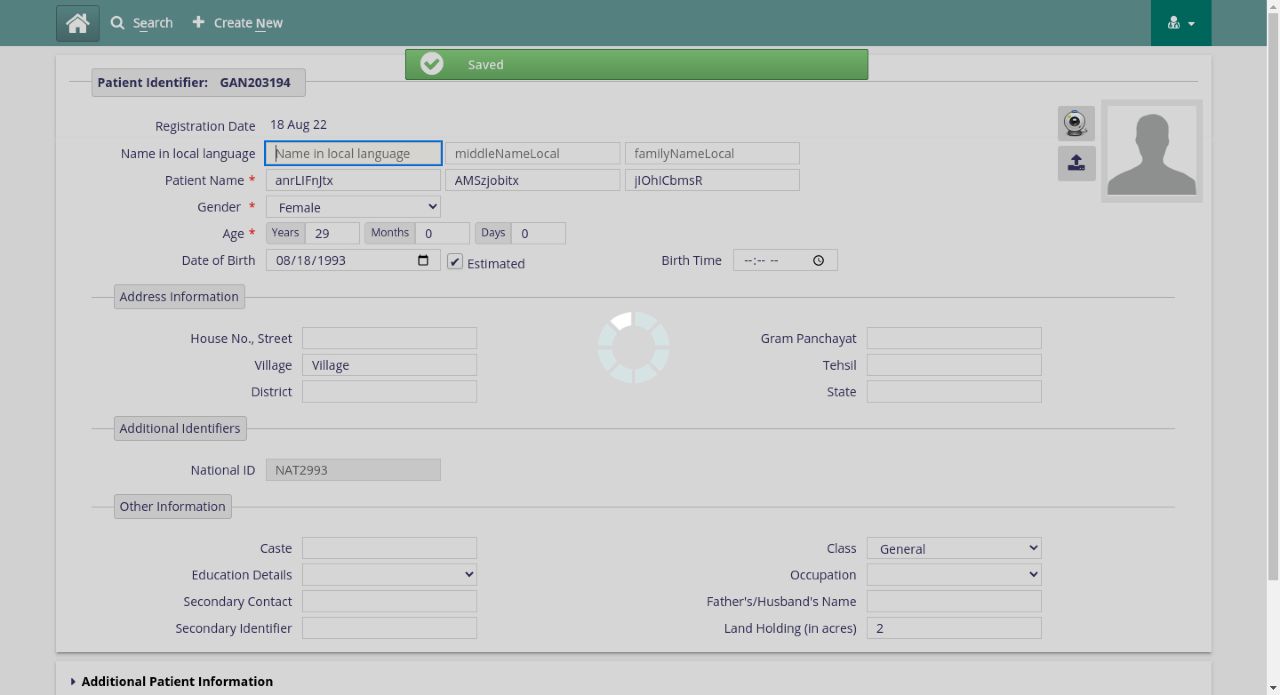 Search Create New
Saved
Patient Identifier: GAN203194
Registration Date 18 Aug 22
Name in local language Name in local language middleNameLocal familyNameLocal
Patient Name * anrLIFnJtx AMSzjobitx jIOhICbmsR
Gender * Female
Age * Years 29 Months 0 Days 0
Date of Birth 08/18/1993 Estimated Birth Time --:-- --
Address Information
House No., Street Gram Panchayat
Village Village Tehsil
District State
Additional Identifiers
National ID NAT2993
Other Information
Caste Class General
Education Details Occupation
Secondary Contact Father's/Husband's Name
Secondary Identifier Land Holding (in acres) 2
Additional Patient Information